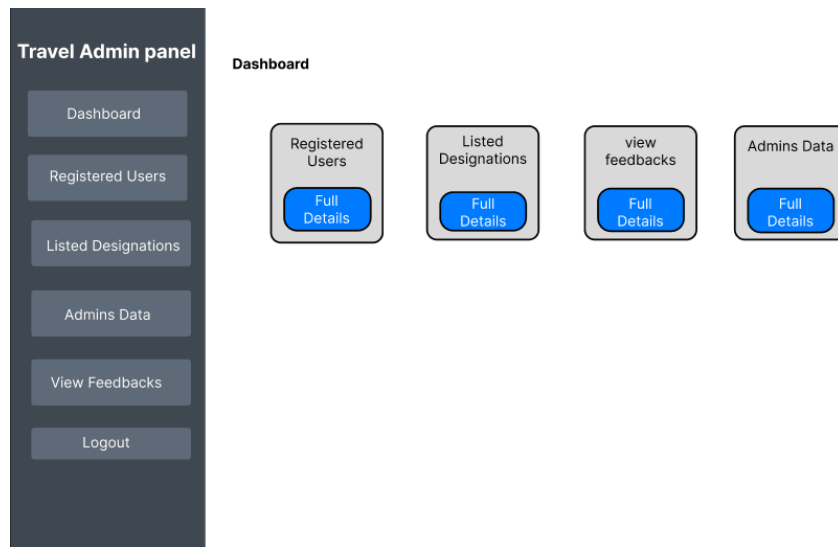 Travel Admin panel
Dashboard
Registered Users
Listed Designations
Admins Data
View Feedbacks
Logout
Dashboard
Registered
Users
Full
Details
Listed
Designations
Full
Details
view
feedbacks
Full
Details
Admins Data
Full
Details